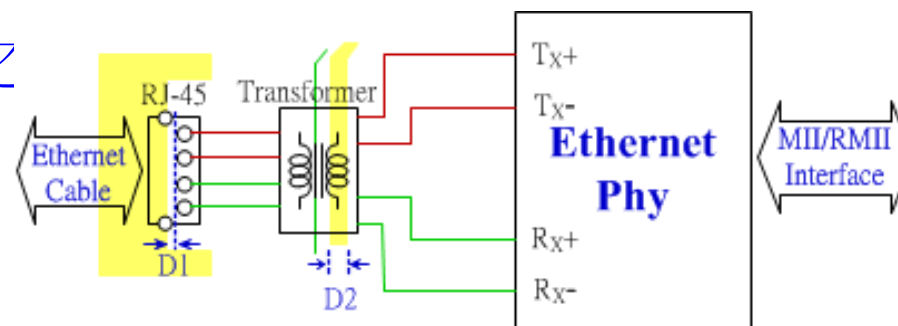 RJ-45
Transformer
Ethernet
Cable
D1
D2
TX+
TX-
Ethernet
Phy
RX+
RX-
MII/RMII
Interface